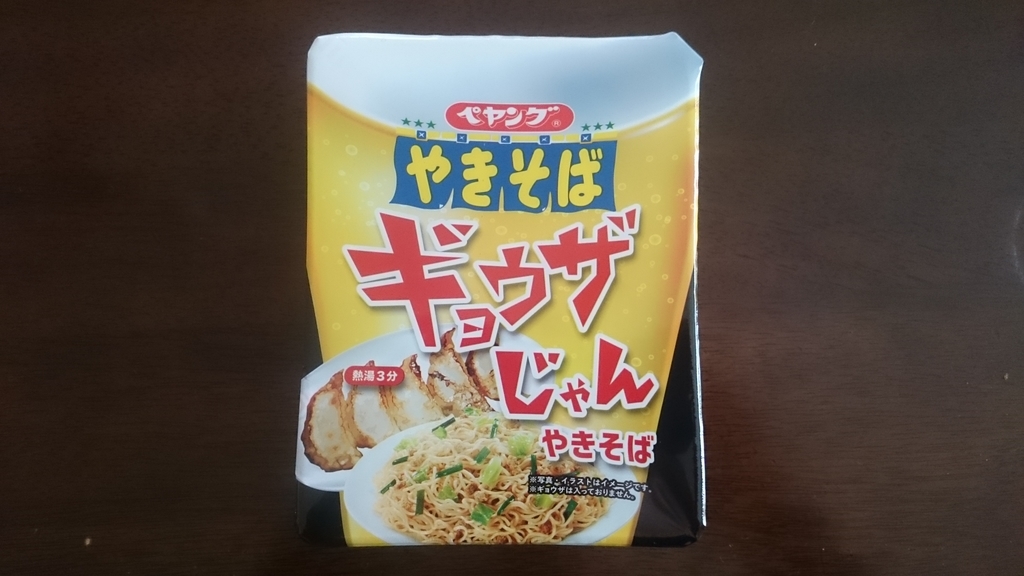 ペヤング®
やきそば
ギョウザ
じゃん
やきそば
熱湯3分
※写真・イラストはイメージです。
※ギョウザは入っておりません。